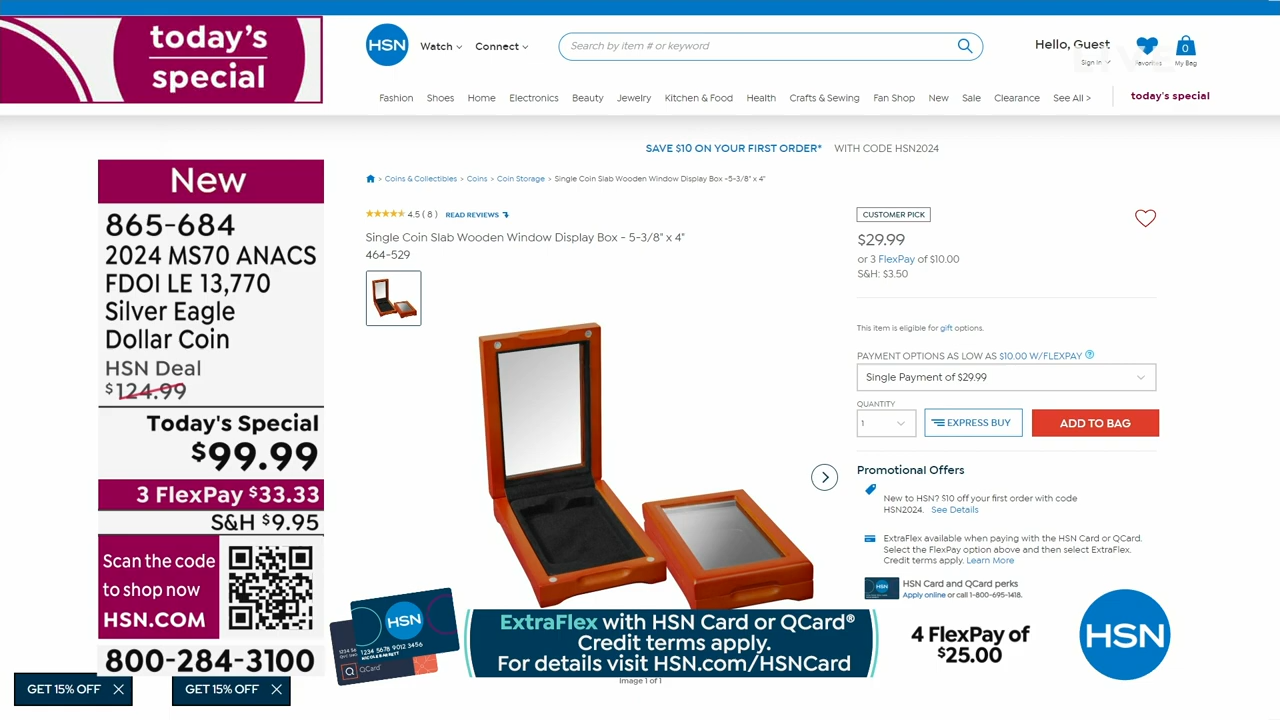 today's
special
HSN
Watch
Connect
Search by item # or keyword
Hello, Guest
Sign In
Favorites
0
My Bag
Fashion
Shoes
Home
Electronics
Beauty
Jewelry
Kitchen & Food
Health
Crafts & Sewing
Fan Shop
New
Sale
Clearance
See All >
today's special
SAVE $10 ON YOUR FIRST ORDER* WITH CODE HSN2024
> Coins & Collectibles > Coins > Coin Storage > Single Coin Slab Wooden Window Display Box -5-3/8" x 4"
New
865-684
2024 MS70 ANACS
FDOI LE 13,770
Silver Eagle
Dollar Coin
HSN Deal
$124.99
Today's Special
$99.99
3 FlexPay $33.33
S&H $9.95
Scan the code
to shop now
HSN.COM
800-284-3100
GET 15% OFF
GET 15% OFF
4.5 ( 8 ) READ REVIEWS
Single Coin Slab Wooden Window Display Box - 5-3/8" x 4"
464-529
CUSTOMER PICK
$29.99
or 3 FlexPay of $10.00
S&H: $3.50
This item is eligible for gift options.
PAYMENT OPTIONS AS LOW AS $10.00 W/FLEXPAY ?
Single Payment of $29.99
QUANTITY
1
EXPRESS BUY
ADD TO BAG
Promotional Offers
New to HSN? $10 off your first order with code
HSN2024. See Details
ExtraFlex available when paying with the HSN Card or QCard.
Select the FlexPay option above and then select ExtraFlex.
Credit terms apply. Learn More
HSN
HSN Card and QCard perks
Apply online or call 1-800-695-1418.
HSN
1234 5678 9012 3456
NICOLE BARRETT
Q QCard
ExtraFlex with HSN Card or QCard®
Credit terms apply.
For details visit HSN.com/HSNCard
Image 1 of 1
4 FlexPay of
$25.00
HSN